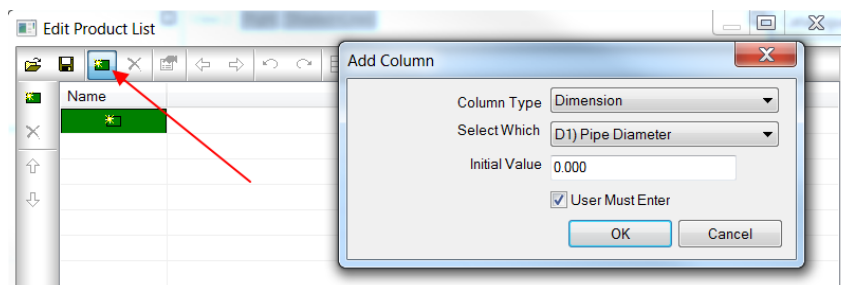 Edit Product List
Add Column
Name
Column Type Dimension
Select Which D1) Pipe Diameter
Initial Value 0.000
User Must Enter
OK Cancel